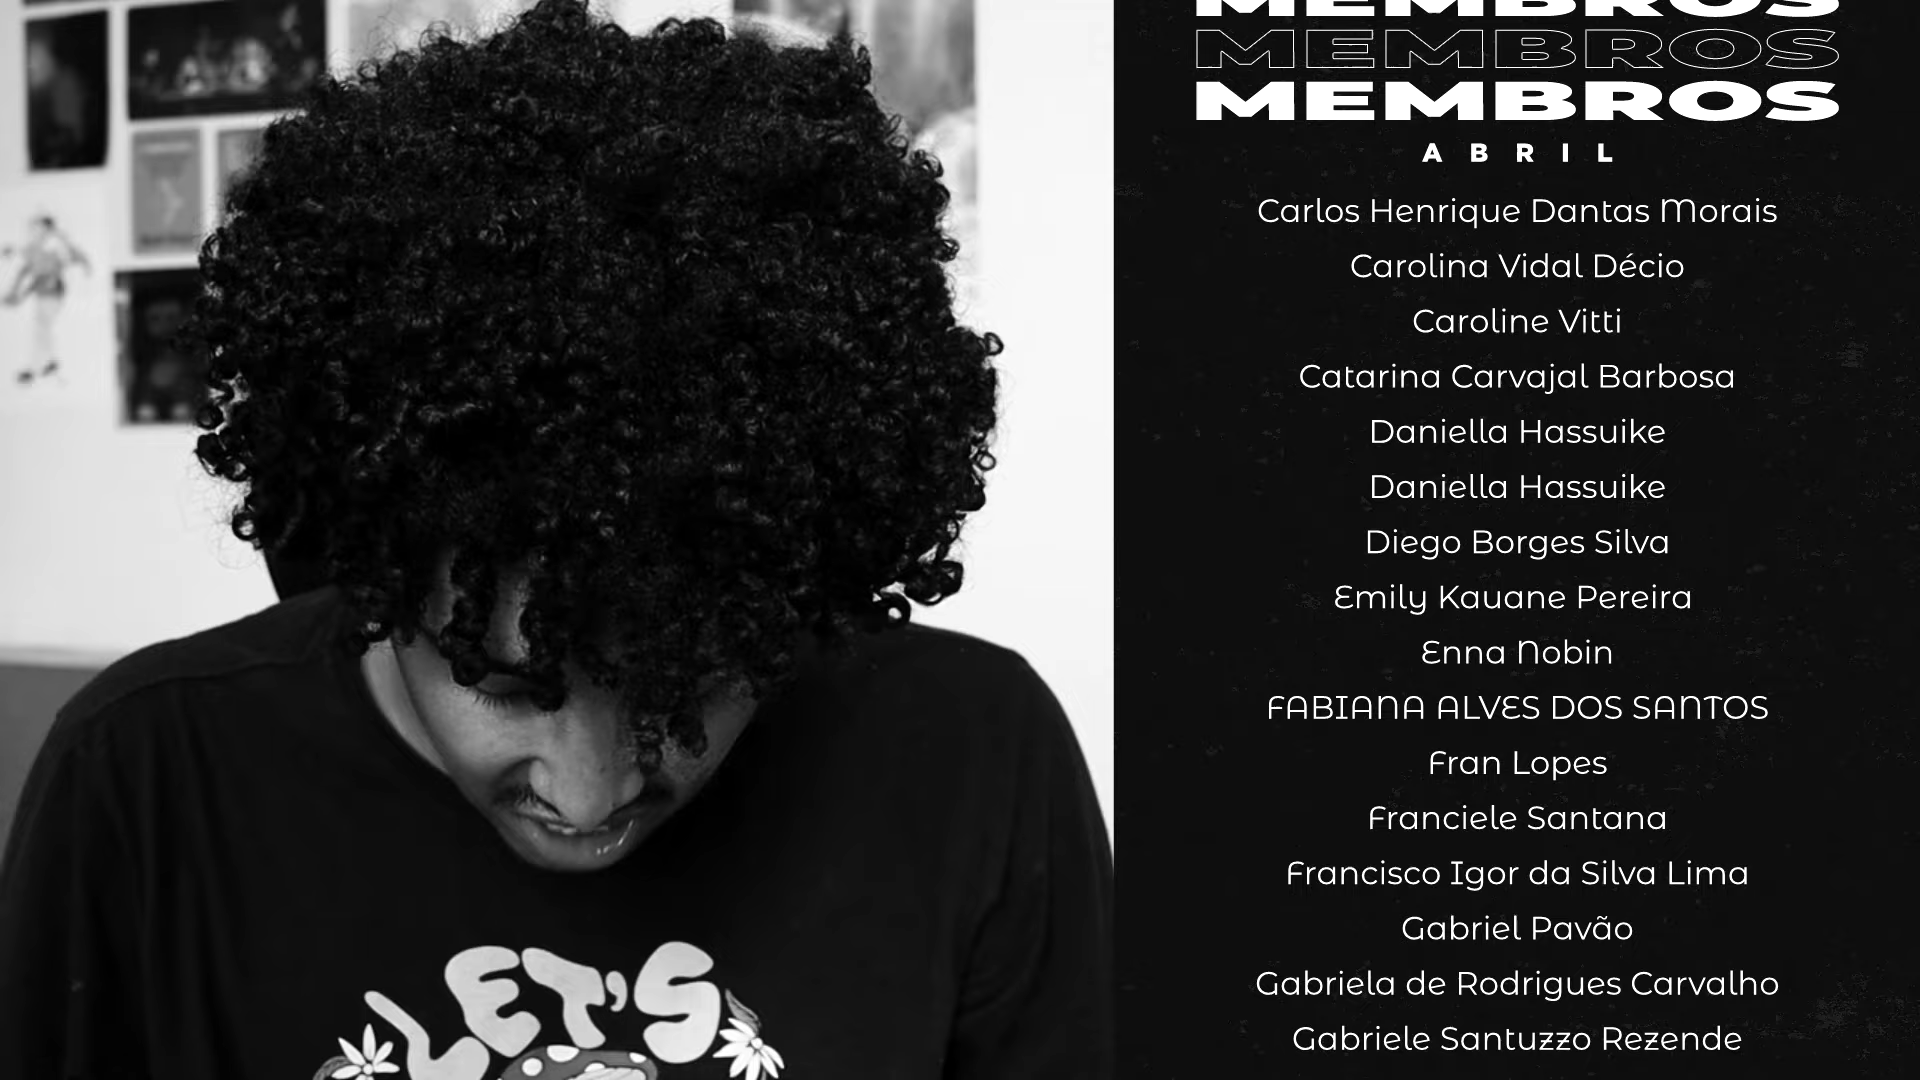 MEMBROS
MEMBROS
MEMBROS
ABRIL
Carlos Henrique Dantas Morais
Carolina Vidal Décio
Caroline Vitti
Catarina Carvajal Barbosa
Daniella Hassuike
Daniella Hassuike
Diego Borges Silva
Emily Kauane Pereira
Enna Nobin
FABIANA ALVES DOS SANTOS
Fran Lopes
Franciele Santana
Francisco Igor da Silva Lima
Gabriel Pavão
Gabriela de Rodrigues Carvalho
Gabriele Santuzzo Rezende
LET'S